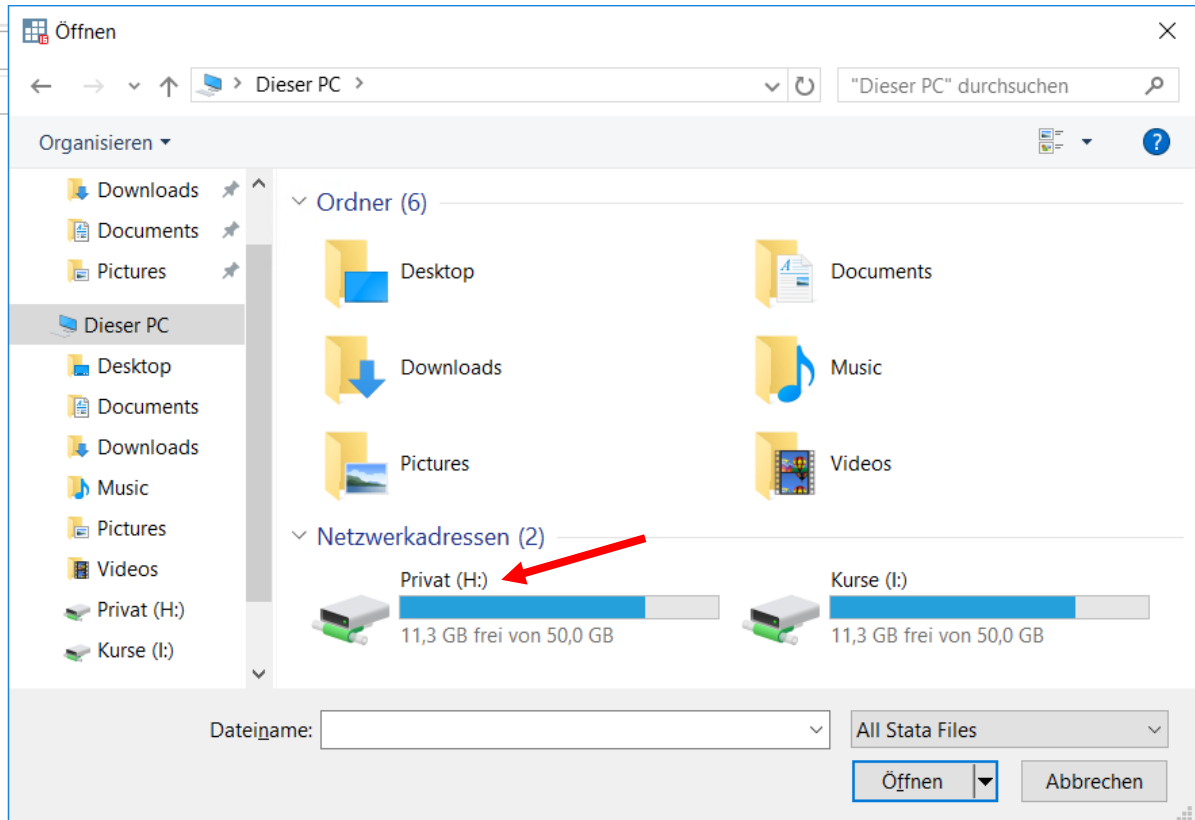 Öffnen
Dieser PC
"Dieser PC" durchsuchen
Organisieren
Downloads
Documents
Pictures
Dieser PC
Desktop
Documents
Downloads
Music
Pictures
Videos
Privat (H:)
Kurse (I:)
Ordner (6)
Desktop
Documents
Downloads
Music
Pictures
Videos
Netzwerkadressen (2)
Privat (H:)
11,3 GB frei von 50,0 GB
Kurse (I:)
11,3 GB frei von 50,0 GB
Dateiname:
All Stata Files
Öffnen
Abbrechen